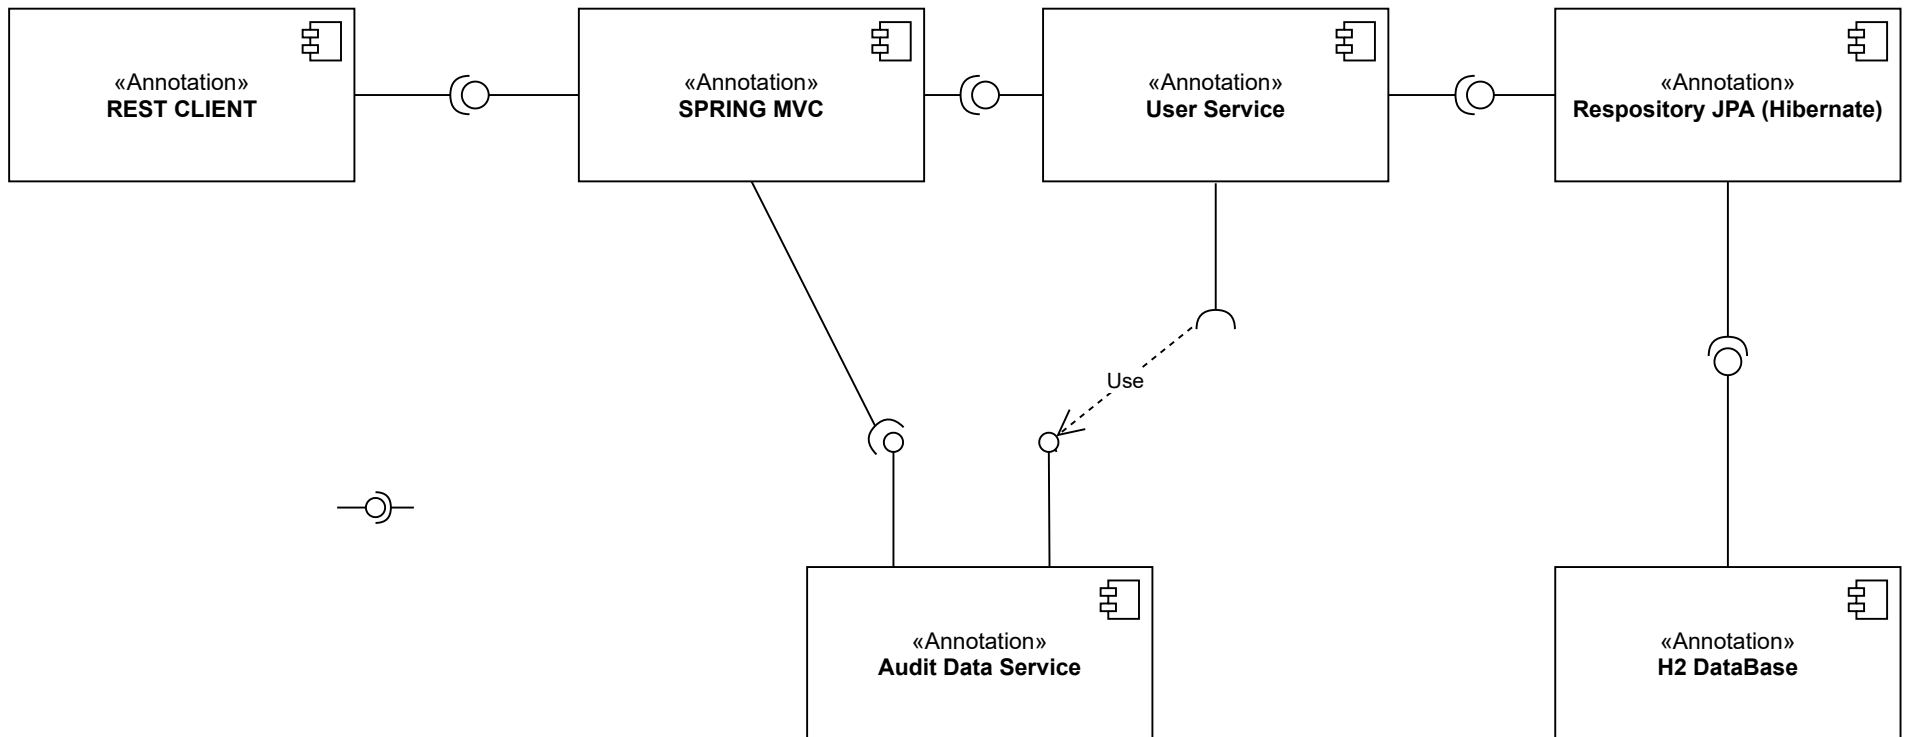 «Annotation»
REST CLIENT
«Annotation»
SPRING MVC
«Annotation»
User Service
«Annotation»
Respository JPA (Hibernate)
Use
«Annotation»
Audit Data Service
«Annotation»
H2 DataBase